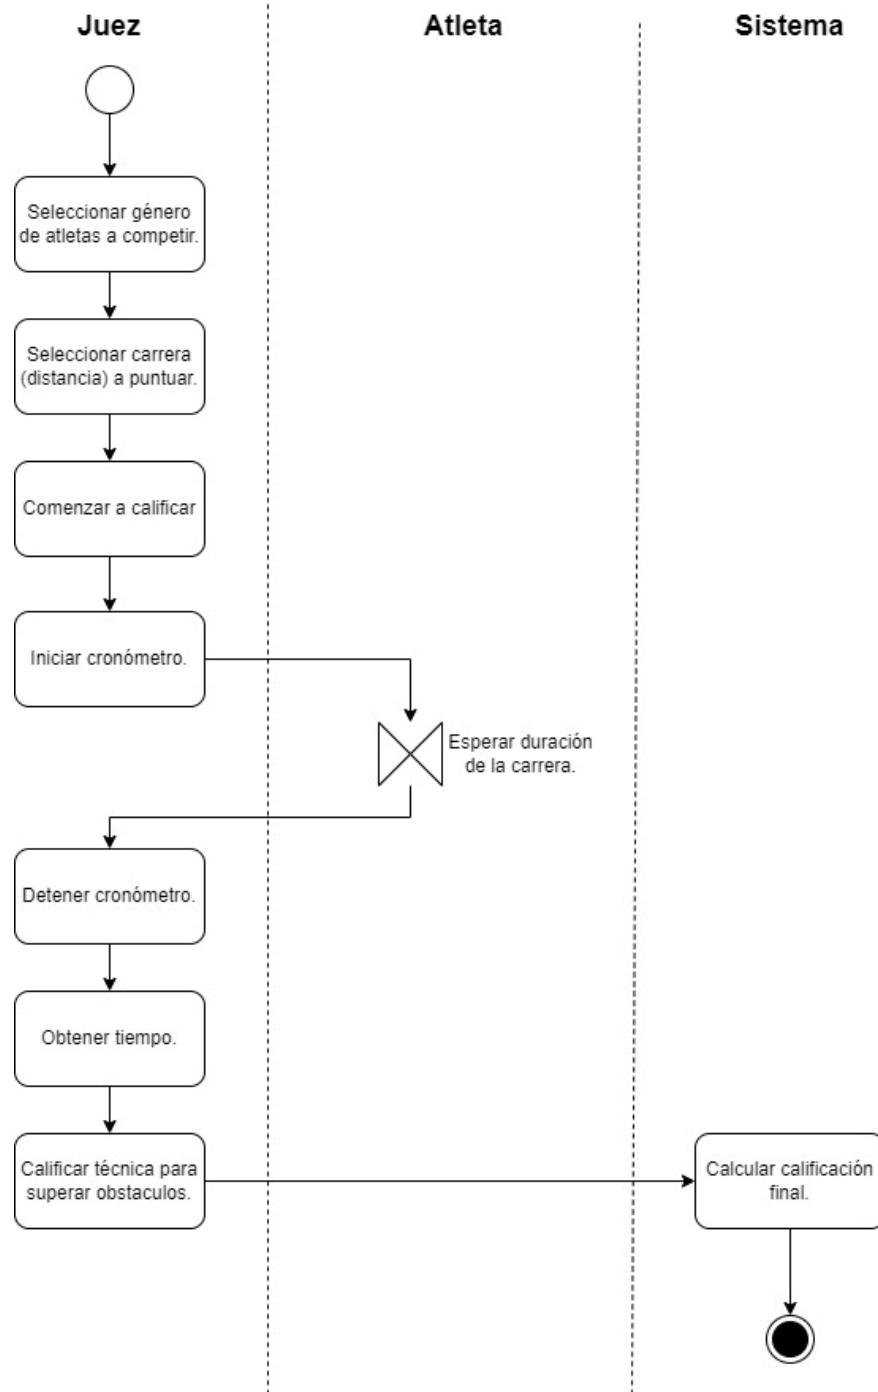 Juez
Atleta
Sistema
Seleccionar género
de atletas a competir.
Seleccionar carrera
(distancia) a puntuar.
Comenzar a calificar
Iniciar cronómetro.
Esperar duración
de la carrera.
Detener cronómetro.
Obtener tiempo.
Calificar técnica para
superar obstaculos.
Calcular calificación
final.